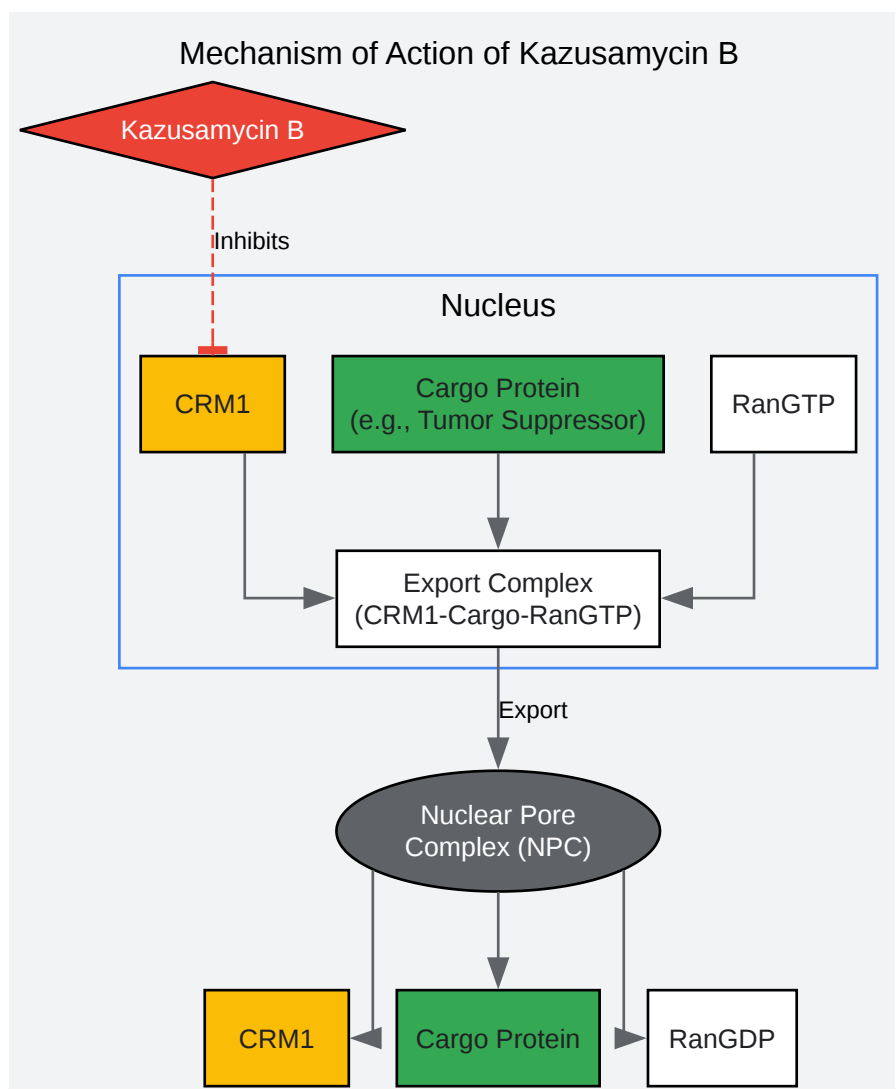 Mechanism of Action of Kazusamycin B
Kazusamycin B
Inhibits
Nucleus
CRM1
Cargo Protein
(e.g., Tumor Suppressor)
RanGTP
Export Complex
(CRM1-Cargo-RanGTP)
Export
Nuclear Pore
Complex (NPC)
CRM1
Cargo Protein
RanGDP